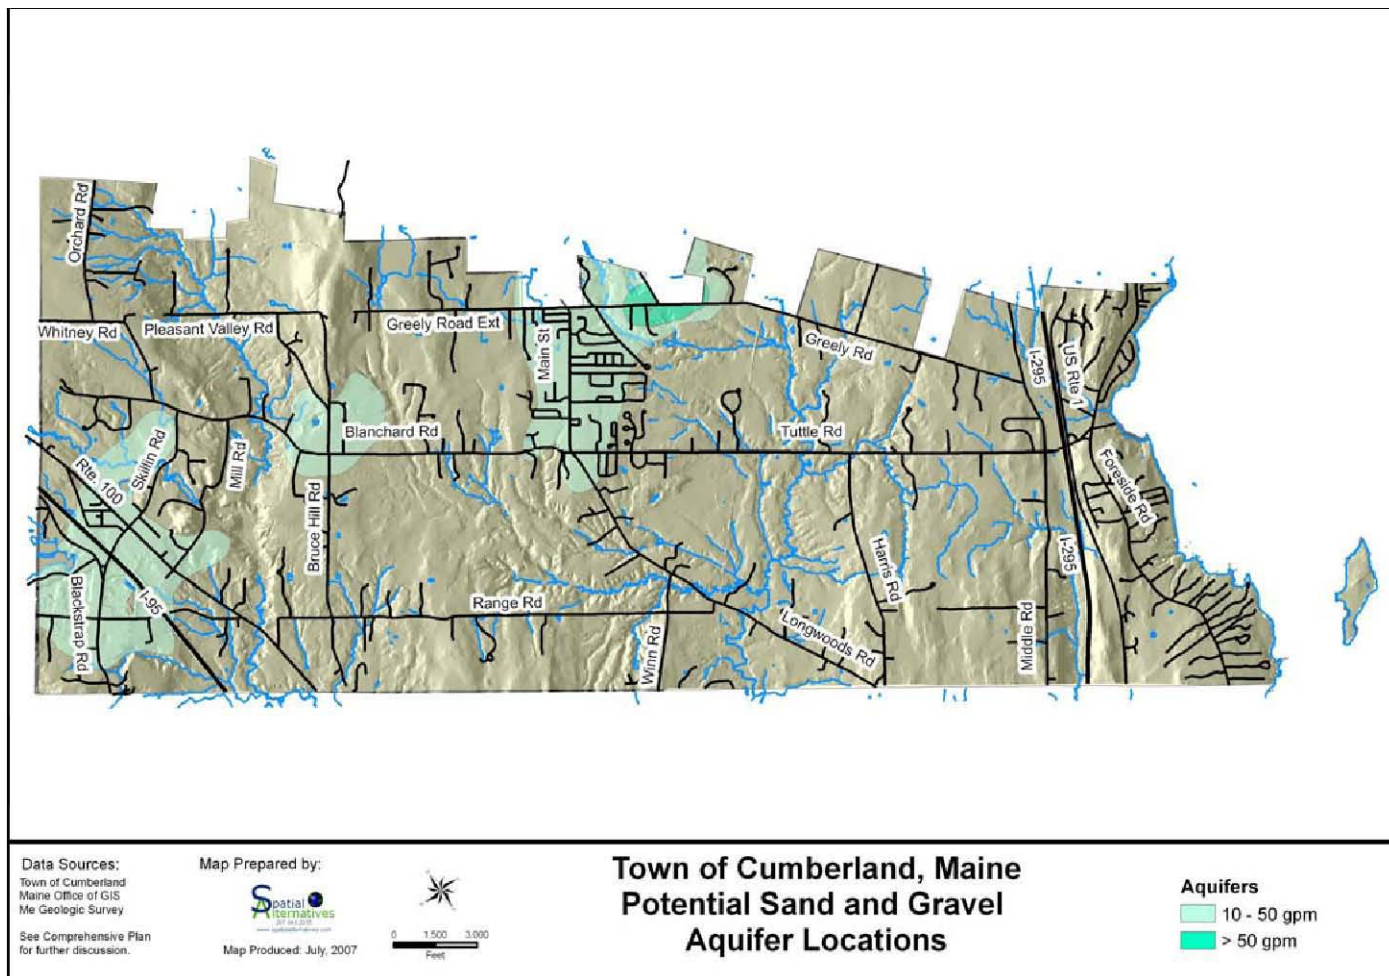 Orchard Rd
Whitney Rd
Pleasant Valley Rd
Greely Road Ext
Main St
Greely Rd
I-295
US Rte 1
Blanchard Rd
Tuttle Rd
Skillin Rd
Mill Rd
Rte. 100
Foreside Rd
Bruce Hill Rd
I-295
Harris Rd
Blackstrap Rd
I-95
Range Rd
Winn Rd
Longwoods Rd
Middle Rd
Data Sources:
Town of Cumberland
Maine Office of GIS
Me Geologic Survey
See Comprehensive Plan
for further discussion.
Map Prepared by:
Spatial
Alternatives
Map Produced: July, 2007
0 1,500 3,000
Feet
Town of Cumberland, Maine
Potential Sand and Gravel
Aquifer Locations
Aquifers
10 - 50 gpm
> 50 gpm